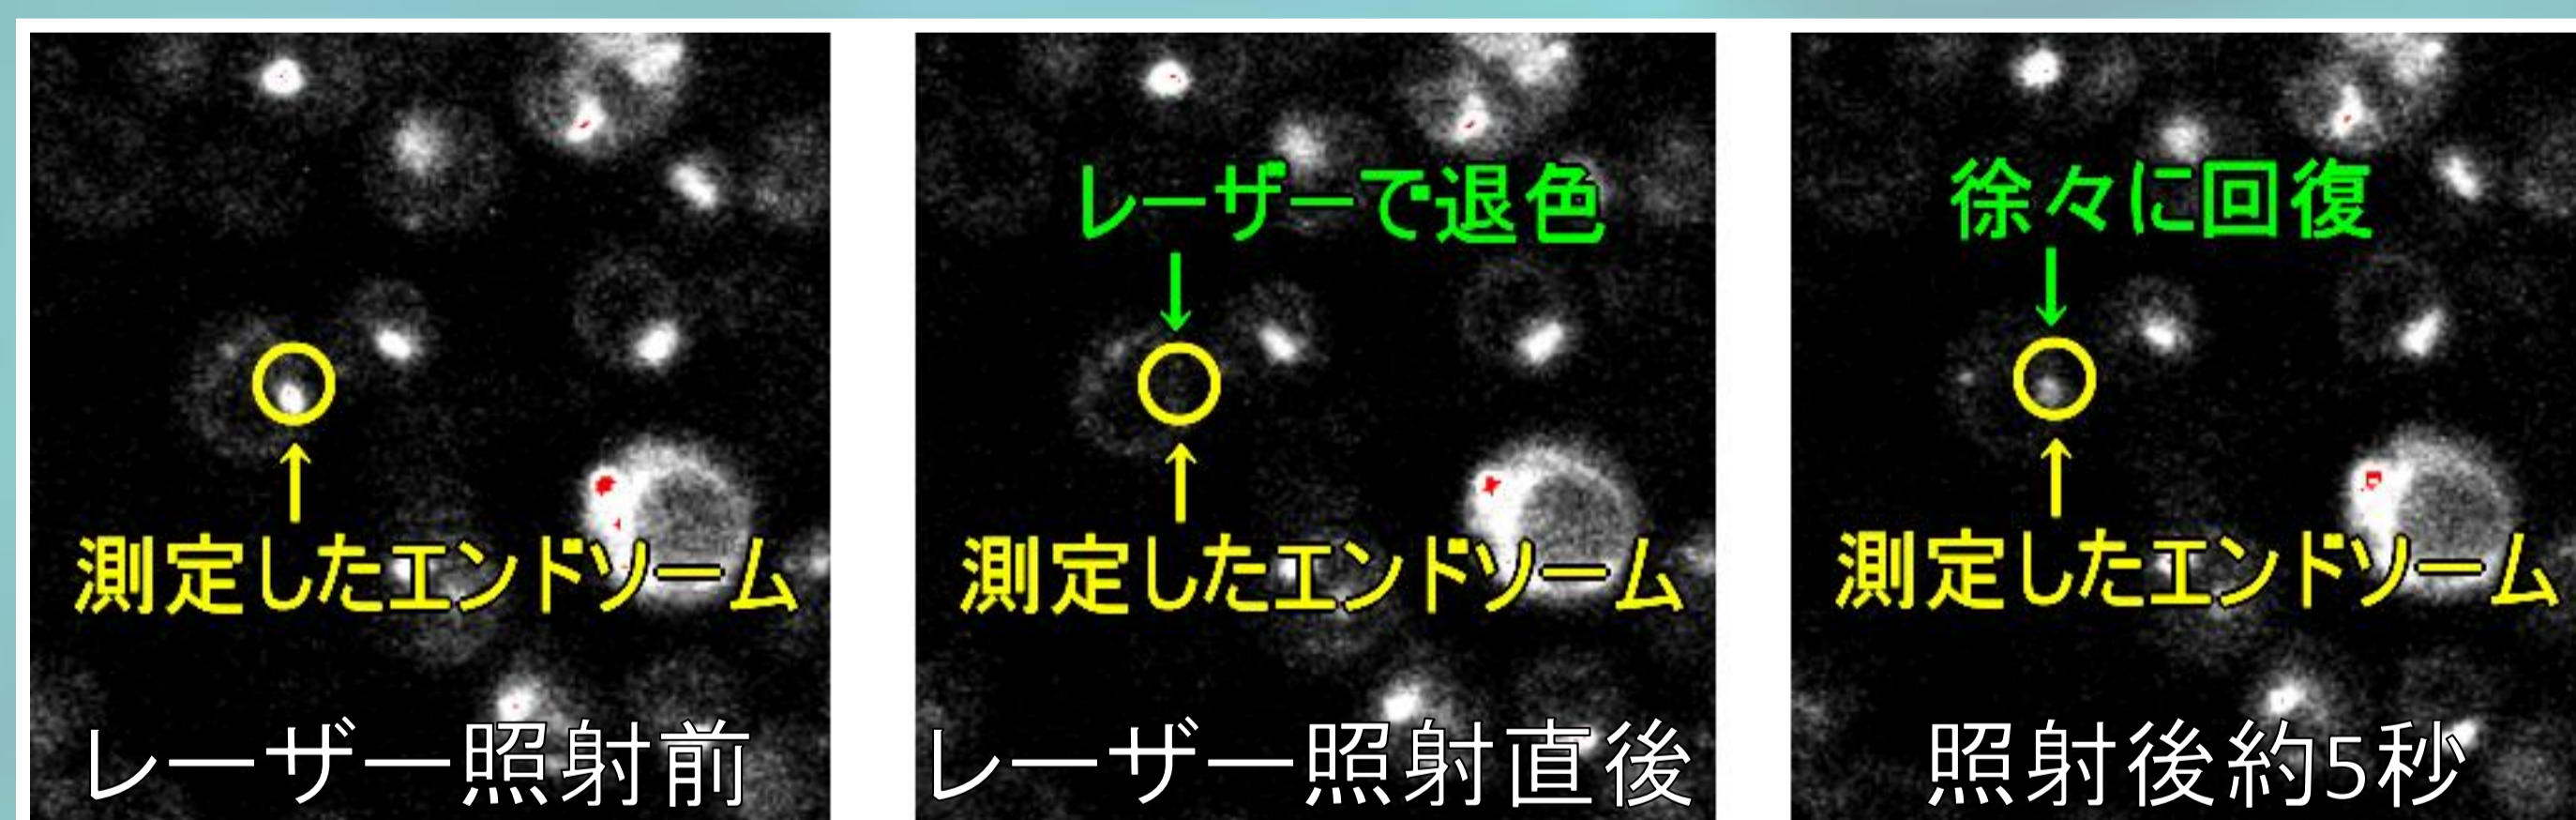 測定したエンドソーム
レーザー照射前
レーザーで退色
↓
測定したエンドソーム
レーザー照射直後
徐々に回復
↓
測定したエンドソーム
照射後約5秒